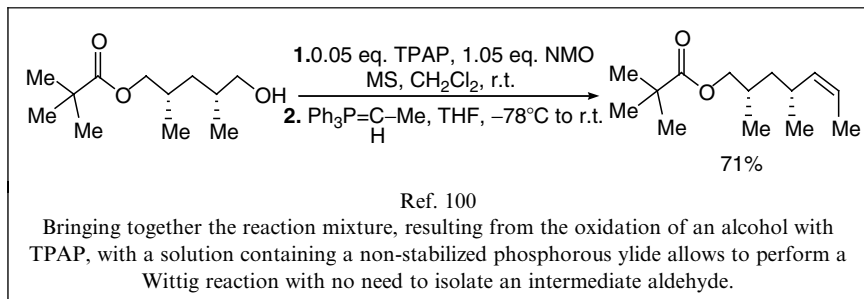 1.0.05 eq. TPAP, 1.05 eq. NMO
MS, CH2Cl2, r.t.
2. Ph3P=C–Me, THF, –78°C to r.t.
H
O
Me
Me
Me
O
Me
Me
OH
O
Me
Me
Me
O
Me
Me
Me
71%
Ref. 100
Bringing together the reaction mixture, resulting from the oxidation of an alcohol with
TPAP, with a solution containing a non-stabilized phosphorous ylide allows to perform a
Wittig reaction with no need to isolate an intermediate aldehyde.